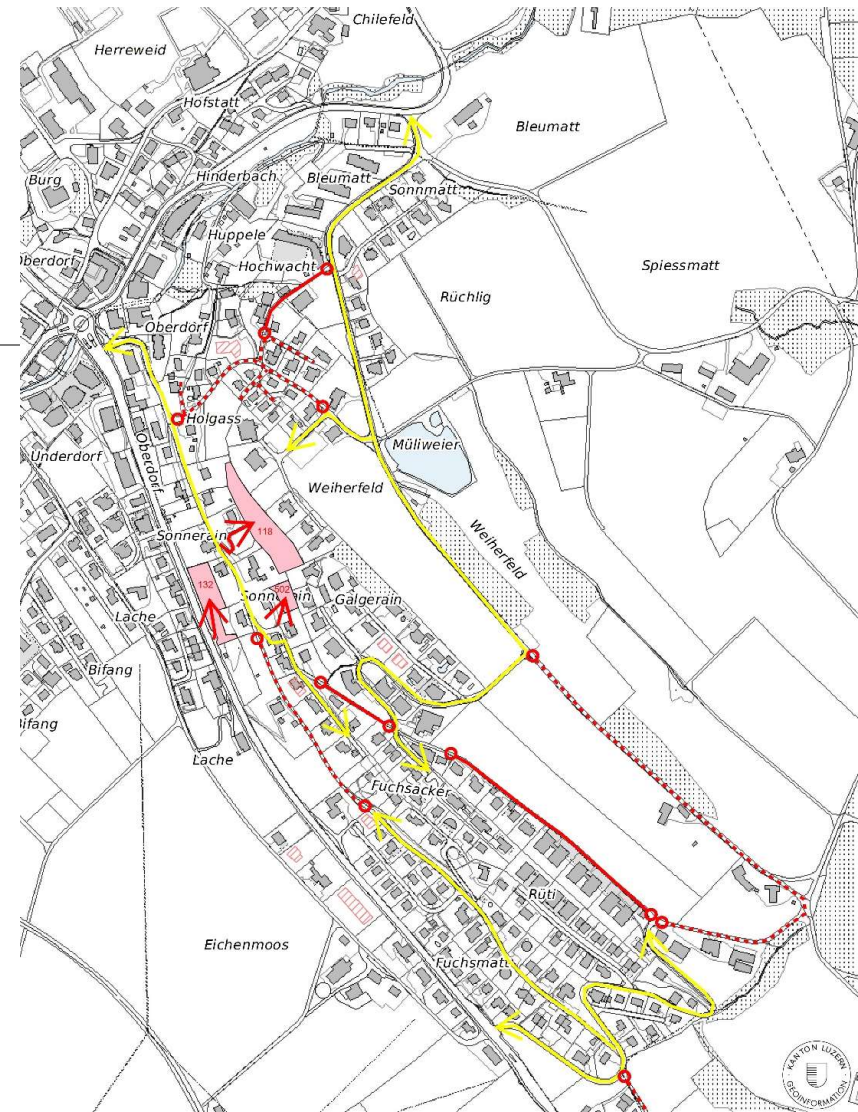 Chilefeld
Herreweid
Hofstatt
Bleumatt
Hinderbach
Bleumatt
Burg
Sonnmatt
Huppele
Oberdorf
Hochwacht
Spiessmatt
Rüchlig
Oberdorf
Holgass
Müliweier
Underdorf
Oberdorf
Weiherfeld
Sonnerain
118
Weiherfeld
132
502
Sonnerain
Galgerain
Lache
Bifang
Bifang
Lache
Fuchsacker
Rüti
Eichenmoos
Fuchsmatt
KANTON LUZERN
GEOINFORMATION